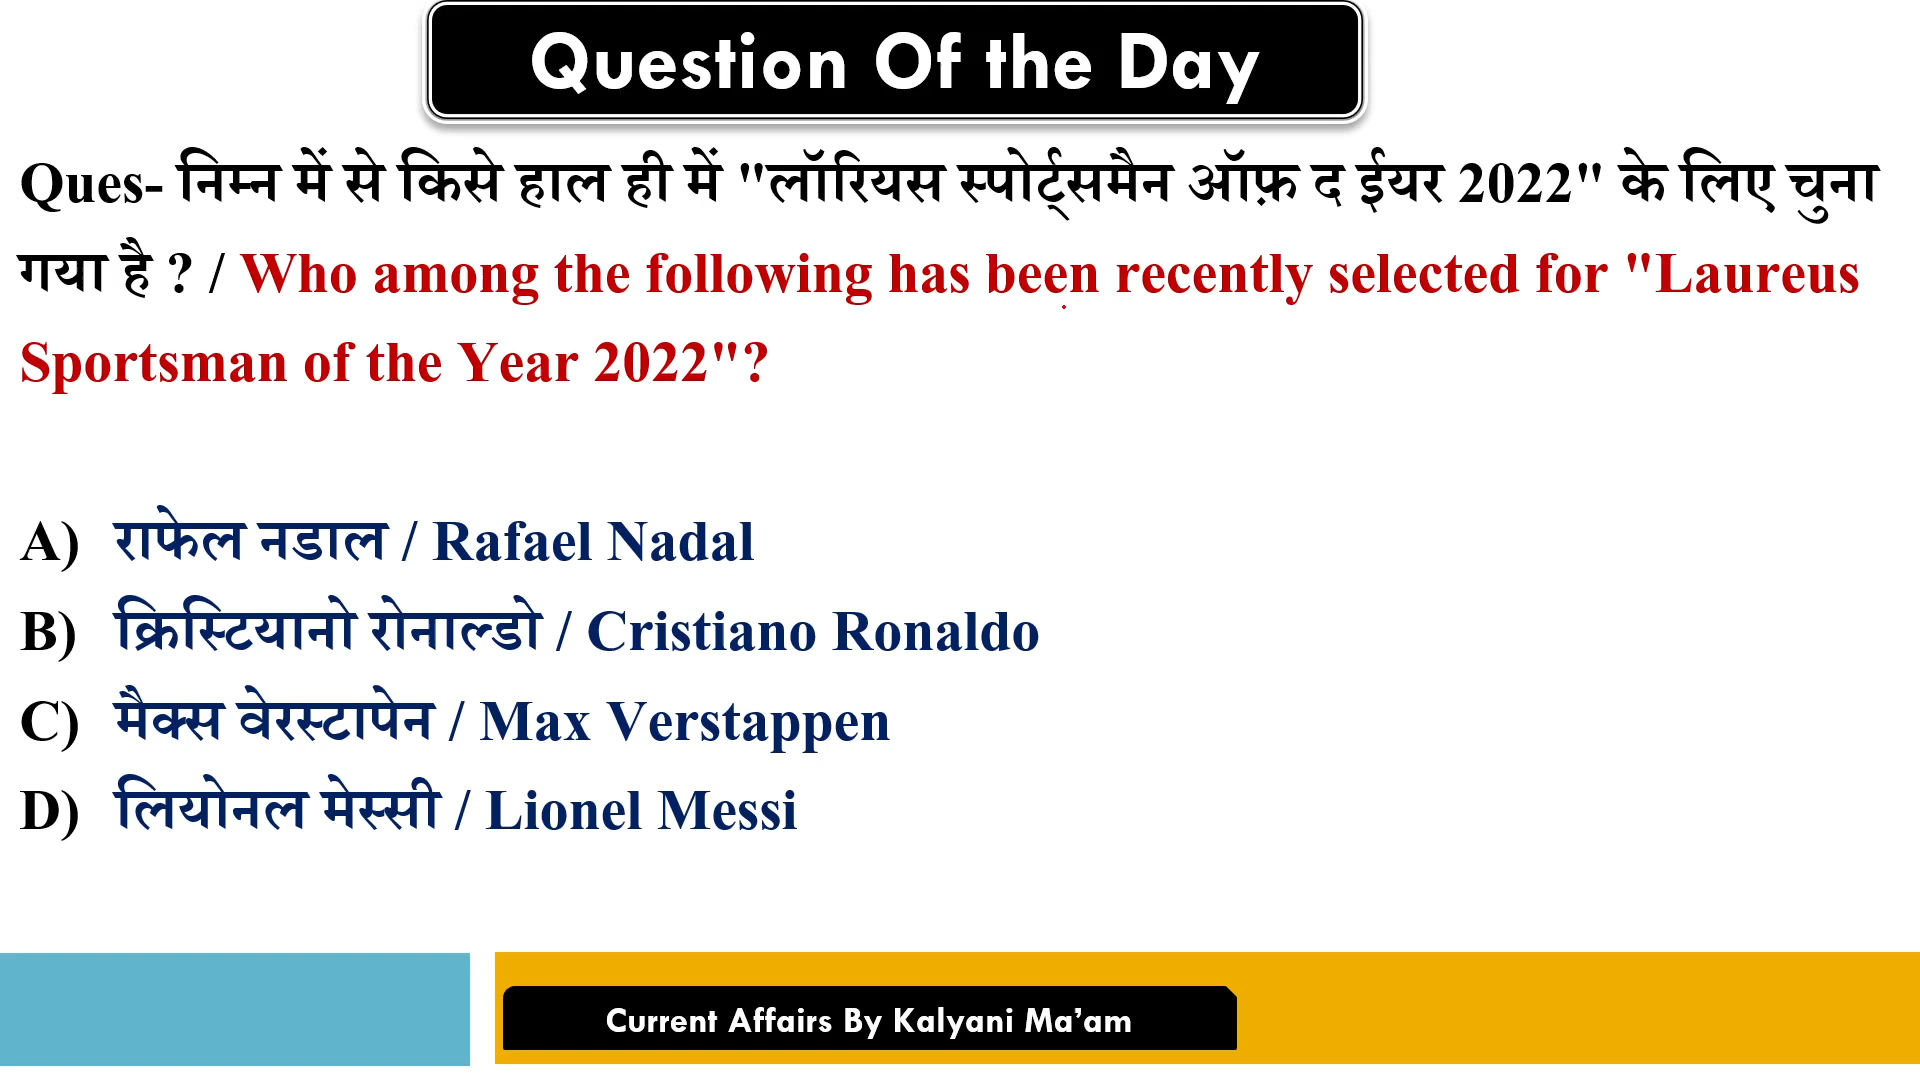 Question Of the Day
Ques- निम्न में से किसे हाल ही में "लॉरियस स्पोर्ट्समैन ऑफ़ द ईयर 2022" के लिए चुना
गया है ? / Who among the following has been recently selected for "Laureus
Sportsman of the Year 2022"?
A) राफेल नडाल / Rafael Nadal
B) क्रिस्टियानो रोनाल्डो / Cristiano Ronaldo
C) मैक्स वेरस्टापेन / Max Verstappen
D) लियोनल मेस्सी / Lionel Messi
Current Affairs By Kalyani Ma’am